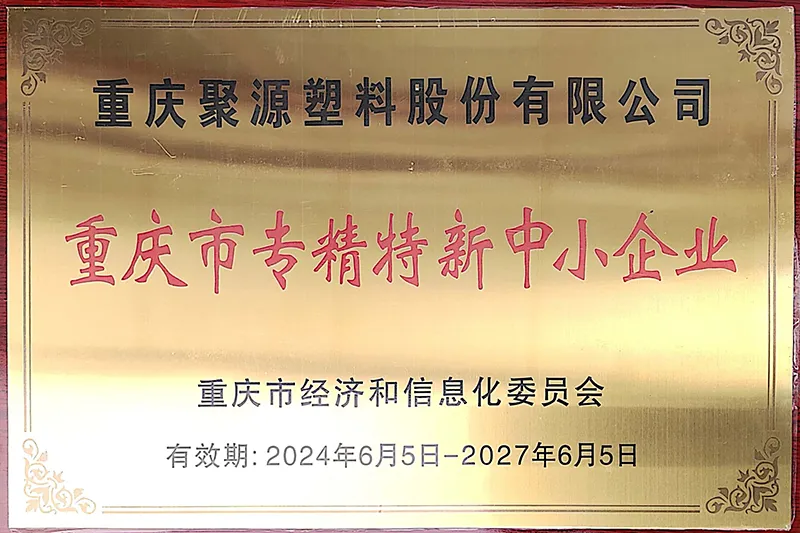 重庆聚源塑料股份有限公司
重庆市专精特新中小企业
重庆市经济和信息化委员会
有效期: 2024年6月5日-2027年6月5日